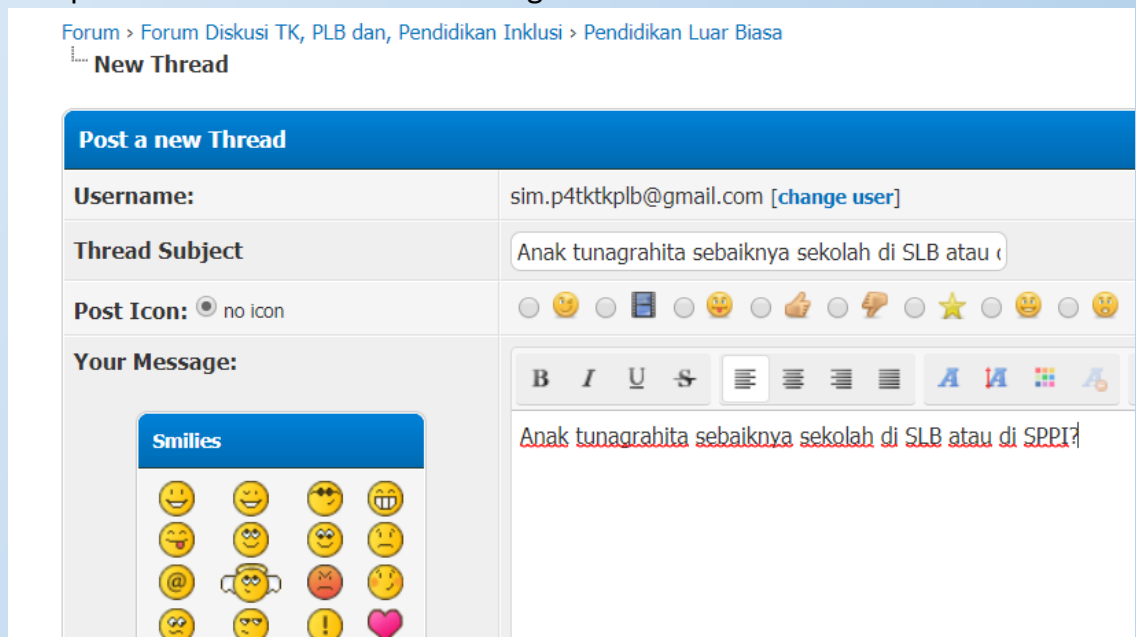 Forum › Forum Diskusi TK, PLB dan, Pendidikan Inklusi › Pendidikan Luar Biasa
New Thread
Post a new Thread
Username:
sim.p4tktkplb@gmail.com [change user]
Thread Subject
Anak tunagrahita sebaiknya sekolah di SLB atau
Post Icon: no icon
Your Message:
B I U S
Smilies
Anak tunagrahita sebaiknya sekolah di SLB atau di SPPI?